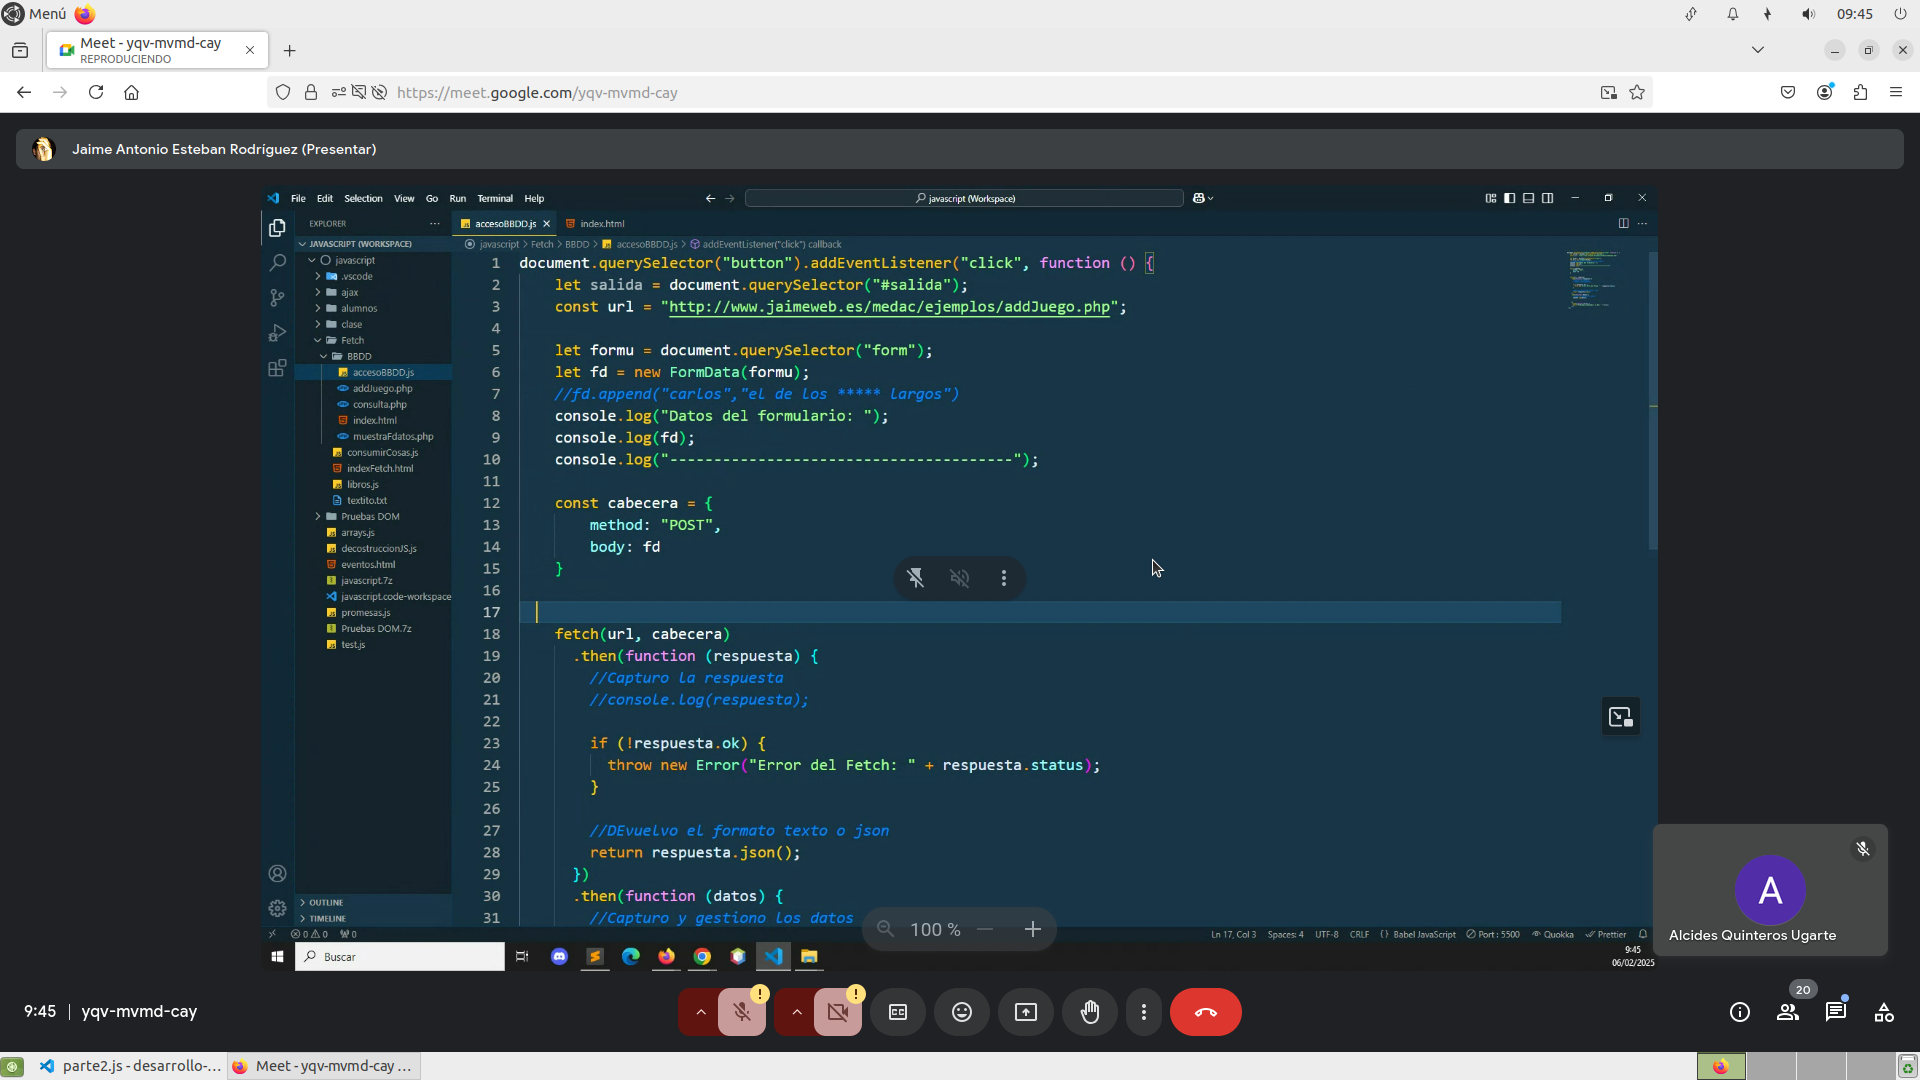 Menú
09:45
Meet - yqv-mvmd-cay
REPRODUCIENDO
https://meet.google.com/yqv-mvmd-cay
Jaime Antonio Esteban Rodríguez (Presentar)
File Edit Selection View Go Run Terminal Help
javascript (Workspace)
EXPLORER
accesoBBDD.js
index.html
JAVASCRIPT (WORKSPACE)
javascript > Fetch > BBDD > accesoBBDD.js > addEventListener("click") callback
javascript
.vscode
ajax
alumnos
clase
Fetch
BBDD
accesoBBDD.js
addJuego.php
consulta.php
index.html
muestraFdatos.php
consumirCosas.js
indexFetch.html
libros.js
textito.txt
Pruebas DOM
arrays.js
decostruccionJS.js
eventos.html
javascript.7z
javascript.code-workspace
promesas.js
Pruebas DOM.7z
test.js
OUTLINE
TIMELINE
1 document.querySelector("button").addEventListener("click", function () {
2 let salida = document.querySelector("#salida");
3 const url = "http://www.jaimeweb.es/medac/ejemplos/addJuego.php";
4
5 let formu = document.querySelector("form");
6 let fd = new FormData(formu);
7 //fd.append("carlos","el de los ***** largos")
8 console.log("Datos del formulario: ");
9 console.log(fd);
10 console.log("---------------------------------------");
11
12 const cabecera = {
13 method: "POST",
14 body: fd
15 }
16
17
18 fetch(url, cabecera)
19 .then(function (respuesta) {
20 //Capturo la respuesta
21 //console.log(respuesta);
22
23 if (!respuesta.ok) {
24 throw new Error("Error del Fetch: " + respuesta.status);
25 }
26
27 //DEvuelvo el formato texto o json
28 return respuesta.json();
29 })
30 .then(function (datos) {
31 //Capturo y gestiono los datos
100 %
0 0 0
Ln 17, Col 3 Spaces: 4 UTF-8 CRLF {} Babel JavaScript Port : 5500 Quokka Prettier
Buscar
9:45
06/02/2025
A
Alcides Quinteros Ugarte
9:45 | yqv-mvmd-cay
20
parte2.js - desarrollo-...
Meet - yqv-mvmd-cay ...